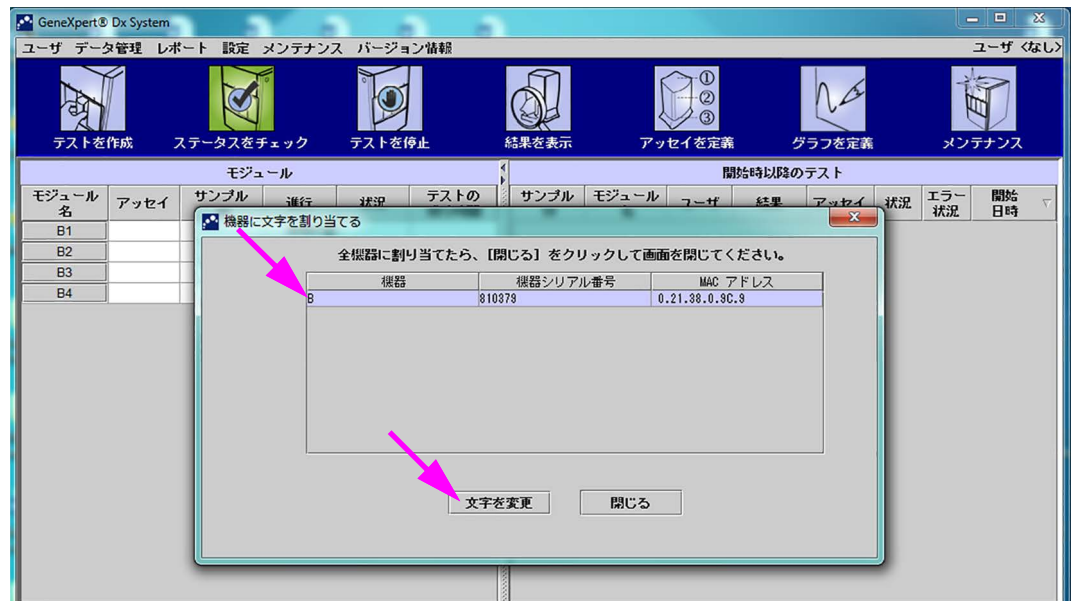 GeneXpert® Dx System
ユーザ データ管理 レポート 設定 メンテナンス バージョン情報 ユーザ 〈なし〉
①
②
③
テストを作成 ステータスをチェック テストを停止 結果を表示 アッセイを定義 グラフを定義 メンテナンス
モジュール 開始時以降のテスト
モジュール名 アッセイ サンプル 進行 状況 テストの サンプル モジュール ユーザ 結果 アッセイ 状況 エラー状況 開始日時
B1
B2
B3
B4
機器に文字を割り当てる
全機器に割り当てたら、[閉じる] をクリックして画面を閉じてください。
機器 機器シリアル番号 MAC アドレス
B 810379 0.21.38.0.9C.9
文字を変更 閉じる